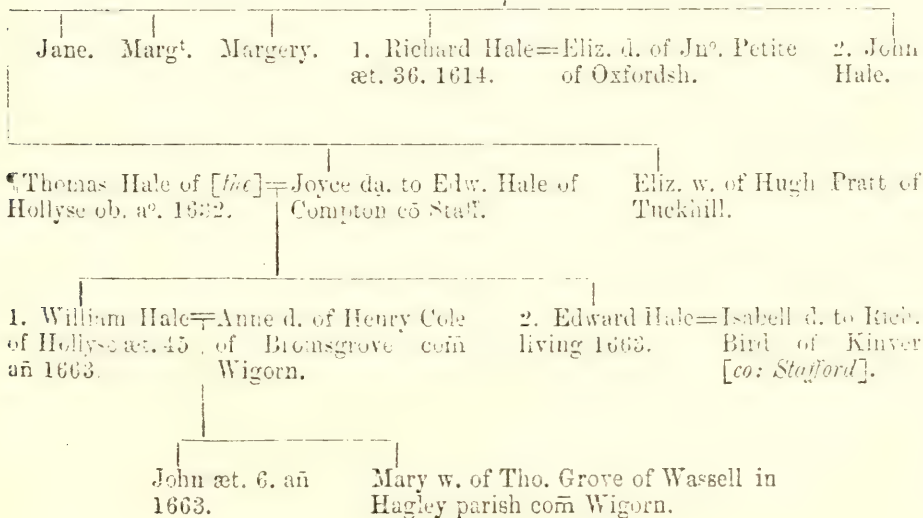 Jane. Margᵗ. Margery. 1. Richard Hale=Eliz. d. of Jnº. Petite 2. John
æt. 36. 1614. of Oxfordsh. Hale.
¶Thomas Hale of [the]=Joyce da. to Edw. Hale of Eliz. w. of Hugh Pratt of
Hollyse ob. aº. 1632. Compton cō Staff. Tuckhill.
1. William Hale=Anne d. of Henry Cole 2. Edward Hale=Isabell d. to Rich.
of Hollyse æt. 45 of Bromsgrove com̄ living 1663. Bird of Kinver
añ 1663. Wigorn. [co: Stafford].
John æt. 6. añ Mary w. of Tho. Grove of Wassell in
1663. Hagley parish com̄ Wigorn.